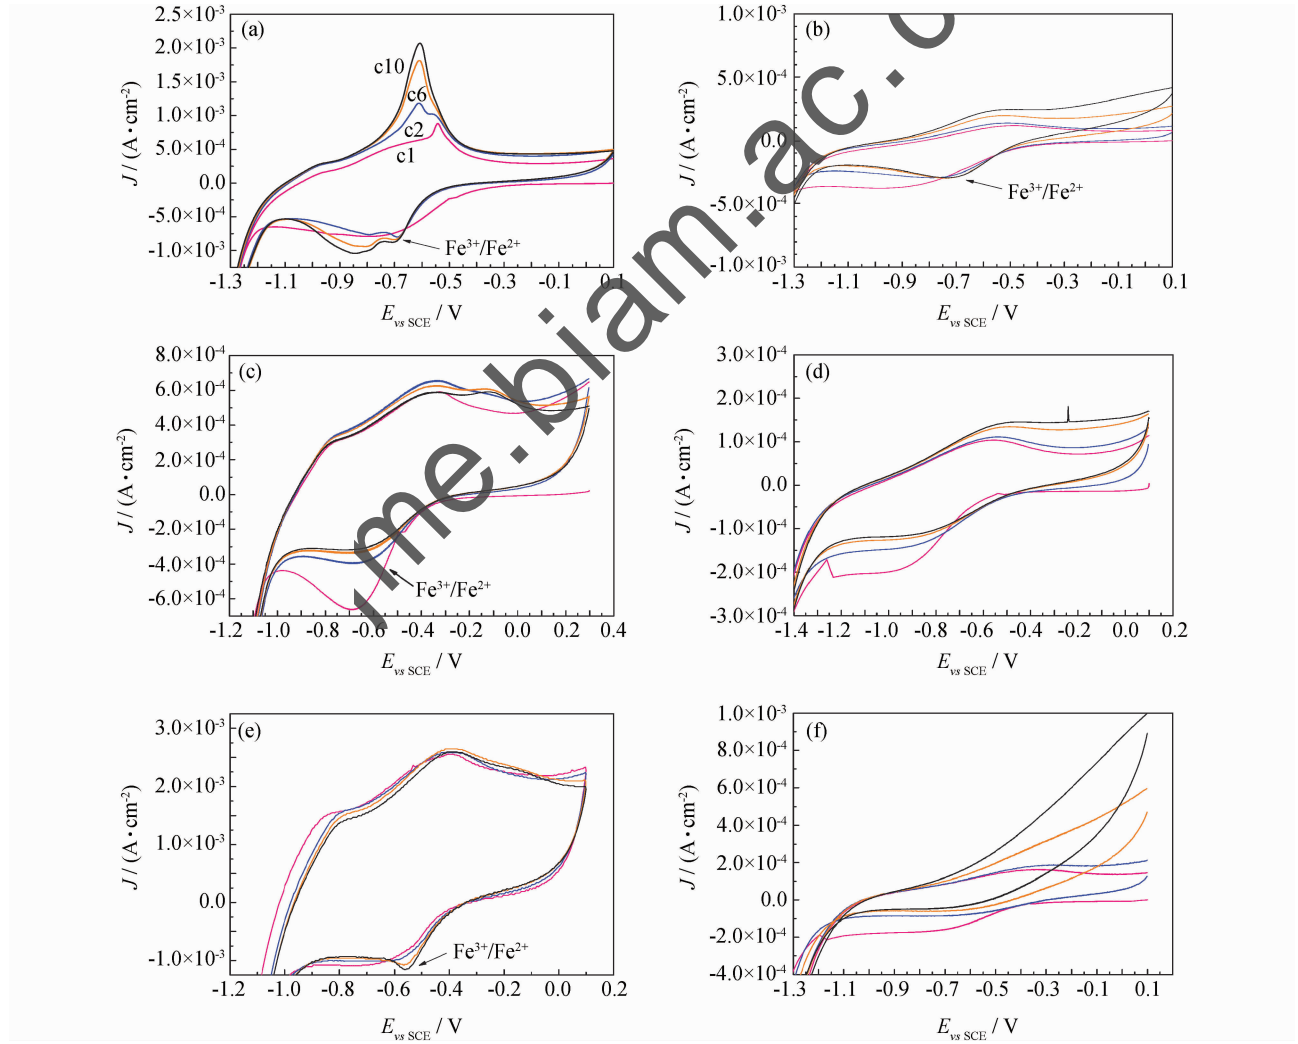 (a)
2.5×10⁻³
2.0×10⁻³
1.5×10⁻³
1.0×10⁻³
5.0×10⁻⁴
0.0
-5.0×10⁻⁴
-1.0×10⁻³
J / (A·cm⁻²)
c10
c6
c2
c1
Fe³⁺/Fe²⁺
-1.3 -1.1 -0.9 -0.7 -0.5 -0.3 -0.1 0.1
E vs SCE / V
(b)
1.0×10⁻³
5.0×10⁻⁴
0.0
-5.0×10⁻⁴
-1.0×10⁻³
J / (A·cm⁻²)
Fe³⁺/Fe²⁺
-1.3 -1.1 -0.9 -0.7 -0.5 -0.3 -0.1 0.1
E vs SCE / V
(c)
8.0×10⁻⁴
6.0×10⁻⁴
4.0×10⁻⁴
2.0×10⁻⁴
0.0
-2.0×10⁻⁴
-4.0×10⁻⁴
-6.0×10⁻⁴
J / (A·cm⁻²)
Fe³⁺/Fe²⁺
-1.2 -1.0 -0.8 -0.6 -0.4 -0.2 0.0 0.2 0.4
E vs SCE / V
(d)
3.0×10⁻⁴
2.0×10⁻⁴
1.0×10⁻⁴
0.0
-1.0×10⁻⁴
-2.0×10⁻⁴
-3.0×10⁻⁴
J / (A·cm⁻²)
-1.4 -1.2 -1.0 -0.8 -0.6 -0.4 -0.2 0.0 0.2
E vs SCE / V
(e)
3.0×10⁻³
2.0×10⁻³
1.0×10⁻³
0.0
-1.0×10⁻³
J / (A·cm⁻²)
Fe³⁺/Fe²⁺
-1.2 -1.0 -0.8 -0.6 -0.4 -0.2 0.0 0.2
E vs SCE / V
(f)
1.0×10⁻³
8.0×10⁻⁴
6.0×10⁻⁴
4.0×10⁻⁴
2.0×10⁻⁴
0.0
-2.0×10⁻⁴
-4.0×10⁻⁴
J / (A·cm⁻²)
-1.3 -1.1 -0.9 -0.7 -0.5 -0.3 -0.1 0.1
E vs SCE / V
me.biam.ac.